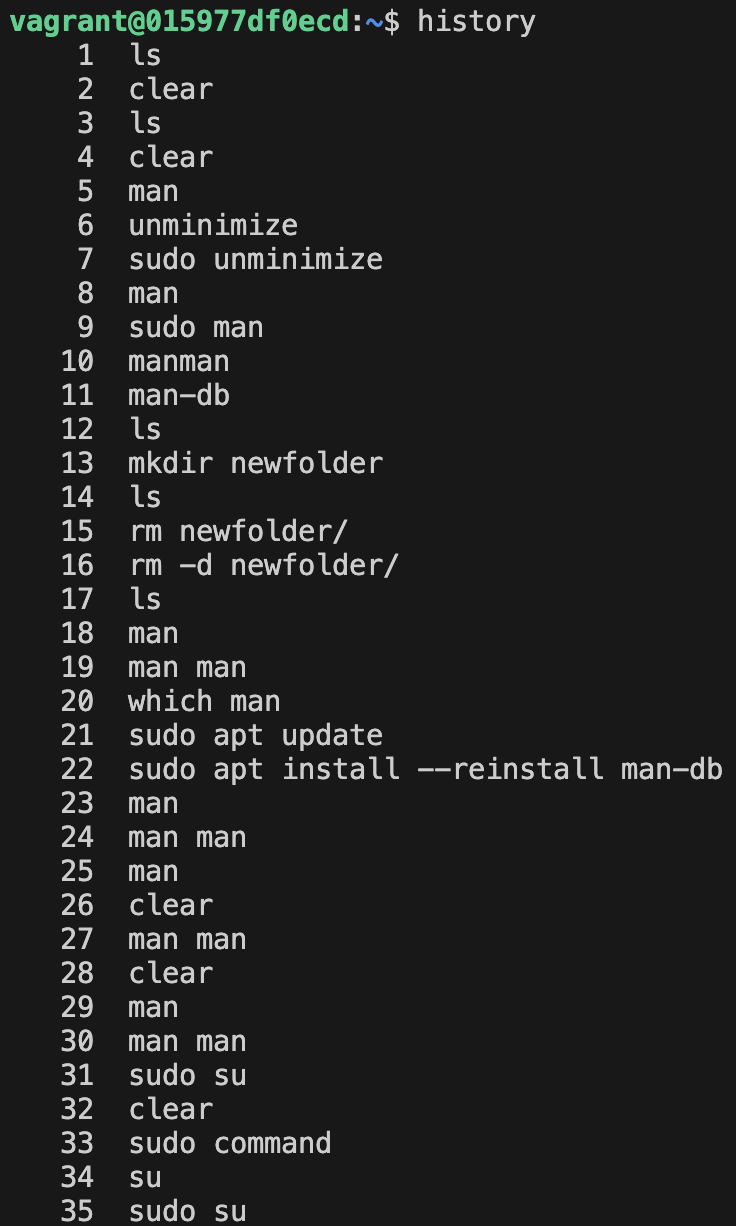 vagrant@015977df0ecd:~$ history
1 ls
2 clear
3 ls
4 clear
5 man
6 unminimize
7 sudo unminimize
8 man
9 sudo man
10 manman
11 man-db
12 ls
13 mkdir newfolder
14 ls
15 rm newfolder/
16 rm -d newfolder/
17 ls
18 man
19 man man
20 which man
21 sudo apt update
22 sudo apt install --reinstall man-db
23 man
24 man man
25 man
26 clear
27 man man
28 clear
29 man
30 man man
31 sudo su
32 clear
33 sudo command
34 su
35 sudo su